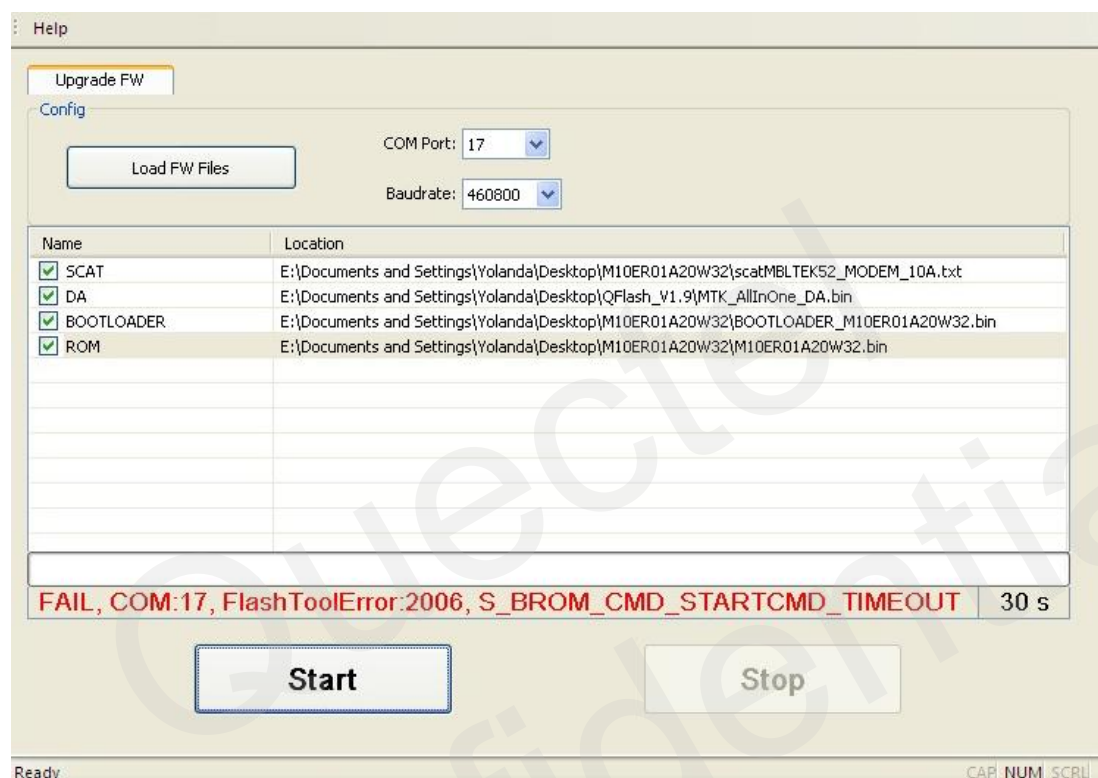 Help
Upgrade FW
Config
Load FW Files
COM Port: 17
Baudrate: 460800
Name Location
SCAT E:\Documents and Settings\Yolanda\Desktop\M10ER01A20W32\scatMBLTEK52_MODEM_10A.txt
DA E:\Documents and Settings\Yolanda\Desktop\QFlash_V1.9\MTK_AllInOne_DA.bin
BOOTLOADER E:\Documents and Settings\Yolanda\Desktop\M10ER01A20W32\BOOTLOADER_M10ER01A20W32.bin
ROM E:\Documents and Settings\Yolanda\Desktop\M10ER01A20W32\M10ER01A20W32.bin
FAIL, COM:17, FlashToolError:2006, S_BROM_CMD_STARTCMD_TIMEOUT 30 s
Start Stop
Ready CAP NUM SCRL
Quectel